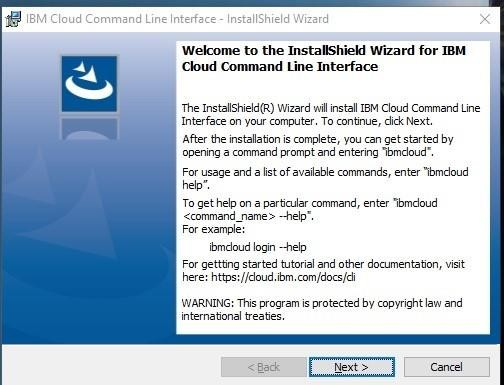 IBM Cloud Command Line Interface - InstallShield Wizard
Welcome to the InstallShield Wizard for IBM
Cloud Command Line Interface
The InstallShield(R) Wizard will install IBM Cloud Command Line
Interface on your computer. To continue, click Next.
After the installation is complete, you can get started by
opening a command prompt and entering "ibmcloud".
For usage and a list of available commands, enter "ibmcloud
help".
To get help on a particular command, enter "ibmcloud
<command_name> --help".
For example:
ibmcloud login --help
For gettting started tutorial and other documentation, visit
here: https://cloud.ibm.com/docs/cli
WARNING: This program is protected by copyright law and
international treaties.
< Back
Next >
Cancel